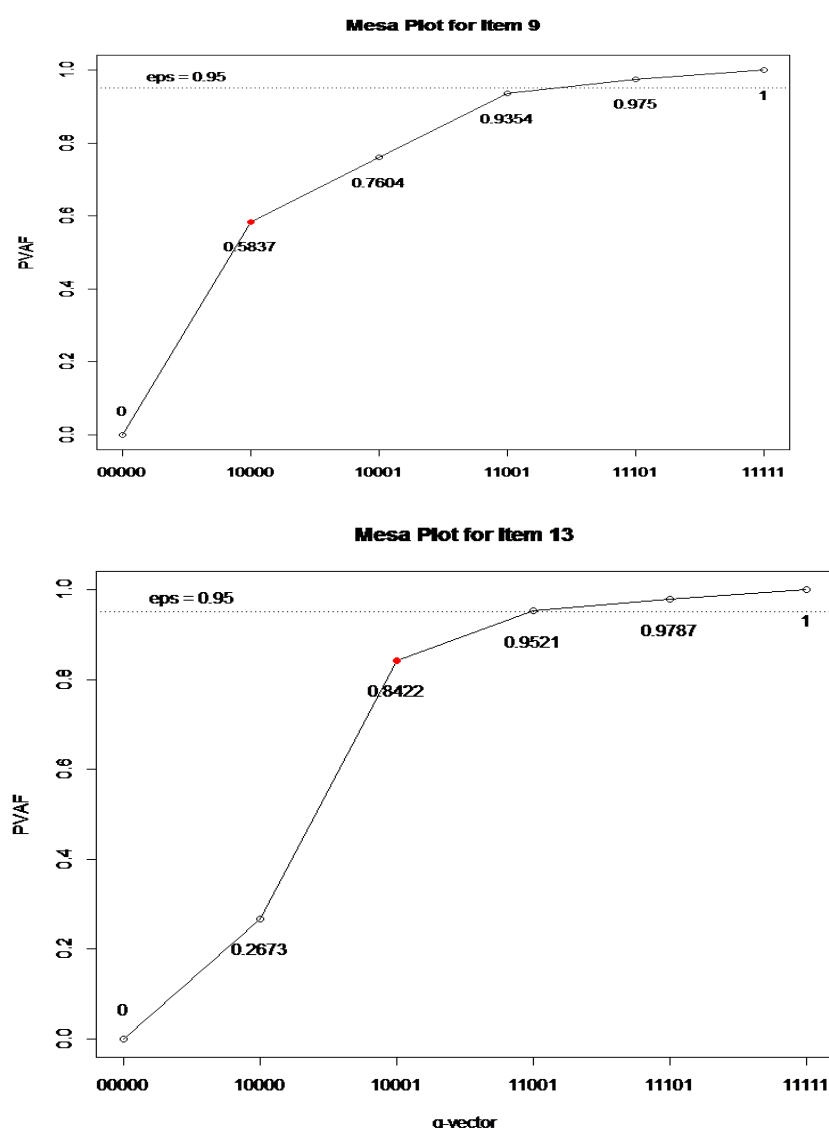 Mesa Plot for Item 9
eps = 0.95
1.0
0.8
0.6
0.4
0.2
0.0
PVAF
0
0.5837
0.7604
0.9354
0.975
1
00000 10000 10001 11001 11101 11111
Mesa Plot for Item 13
eps = 0.95
1.0
0.8
0.6
0.4
0.2
0.0
PVAF
0
0.2673
0.8422
0.9521
0.9787
1
00000 10000 10001 11001 11101 11111
q-vector